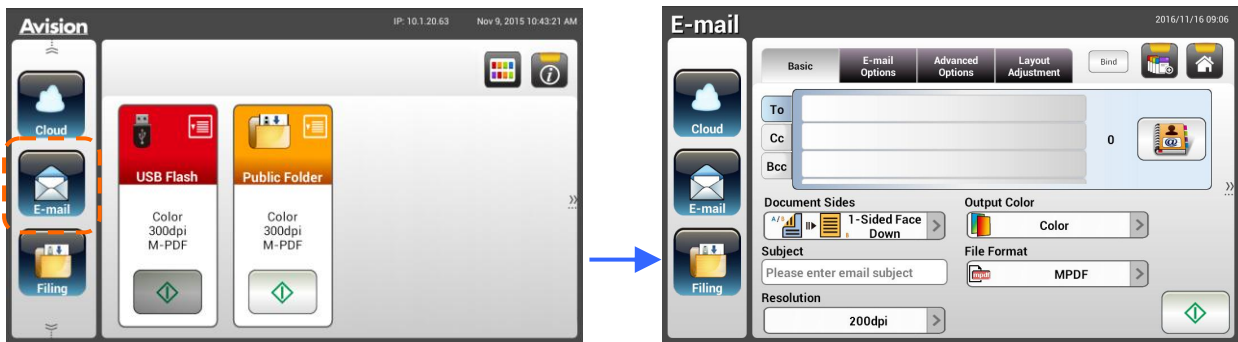 Avision
IP: 10.1.20.63
Nov 9, 2015 10:43:21 AM
Cloud
E-mail
Filing
USB Flash
Color
300dpi
M-PDF
Public Folder
Color
300dpi
M-PDF
E-mail
2016/11/16 09:06
Cloud
E-mail
Filing
Basic
E-mail
Options
Advanced
Options
Layout
Adjustment
Bind
To
Cc
Bcc
0
Document Sides
1-Sided Face
Down
Output Color
Color
Subject
Please enter email subject
File Format
mpdf
MPDF
Resolution
200dpi